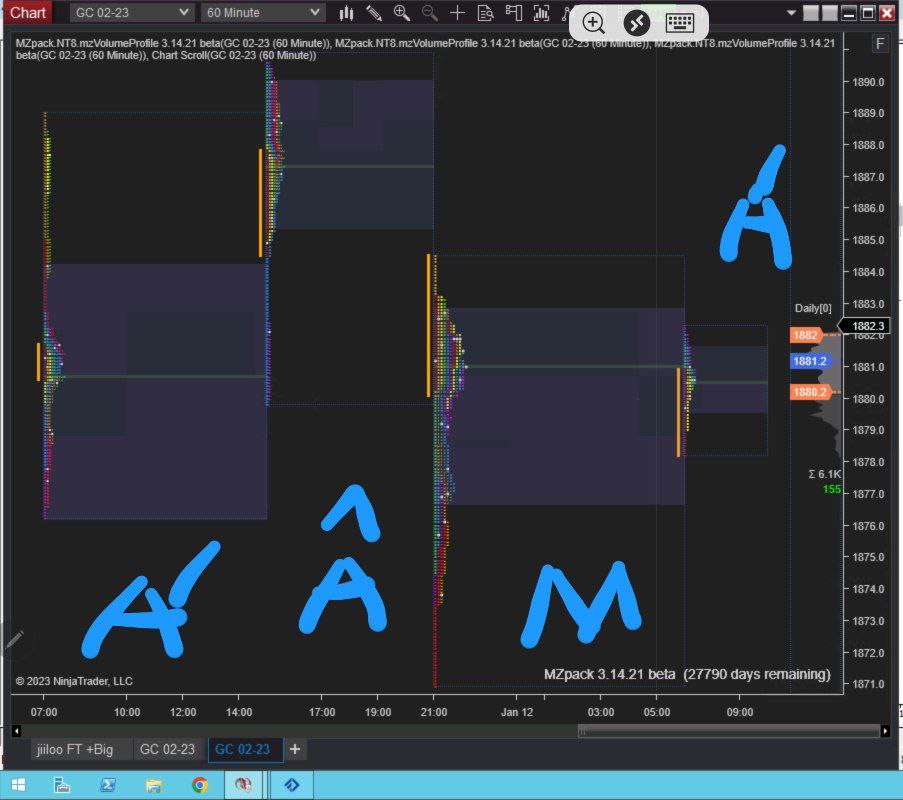 Chart GC 02-23 60 Minute
MZpack.NT8.mzVolumeProfile 3.14.21 beta(GC 02-23 (60 Minute)), MZpack.NT8.mzVolumeProfile 3.14.21 beta(GC 02-23 (60 Minute)), MZpack.NT8.mzVolumeProfile 3.14.21
beta(GC 02-23 (60 Minute)), Chart Scroll(GC 02-23 (60 Minute))
F
1890.0
1889.0
1888.0
1887.0
1886.0
1885.0
1884.0
1883.0
Daily[0]
1882.3
1882
1881.2
1881.0
1880.2
1880.0
1879.0
1878.0
Σ 6.1K
1877.0
155
1876.0
1875.0
1874.0
1873.0
1872.0
1871.0
Á
Á
Â
M
MZpack 3.14.21 beta (27790 days remaining)
© 2023 NinjaTrader, LLC
07:00 10:00 12:00 14:00 17:00 19:00 21:00 Jan 12 03:00 05:00 09:00
jiiloo FT +Big GC 02-23 GC 02-23 +